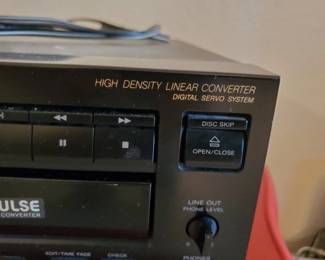 HIGH DENSITY LINEAR CONVERTER
DIGITAL SERVO SYSTEM
DISC SKIP
OPEN/CLOSE
ULSE
CONVERTER
LINE OUT
PHONE LEVEL
EDIT/TIME FADE
CHECK
PHONES